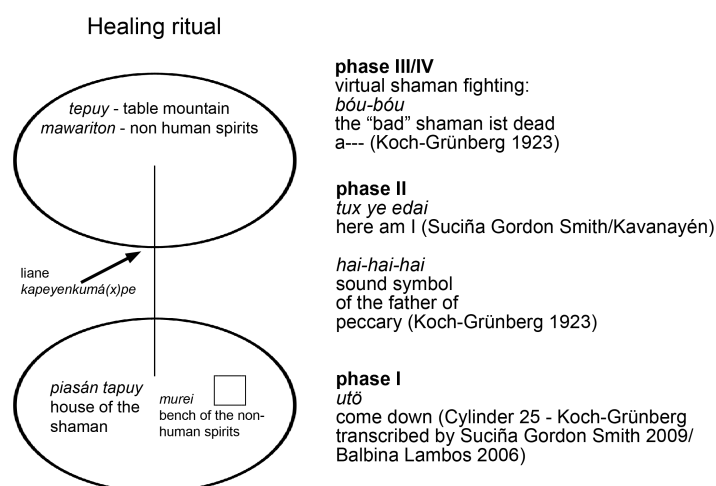 Healing ritual
tepuy - table mountain
mawariton - non human spirits
liane
kapeyenkumá(x)pe
piasán tapuy
house of the
shaman
murei
bench of the non-
human spirits
phase III/IV
virtual shaman fighting:
bóu-bóu
the “bad” shaman ist dead
a--- (Koch-Grünberg 1923)
phase II
tux ye edai
here am I (Suciña Gordon Smith/Kavanayén)
hai-hai-hai
sound symbol
of the father of
peccary (Koch-Grünberg 1923)
phase I
utö
come down (Cylinder 25 - Koch-Grünberg
transcribed by Suciña Gordon Smith 2009/
Balbina Lambos 2006)